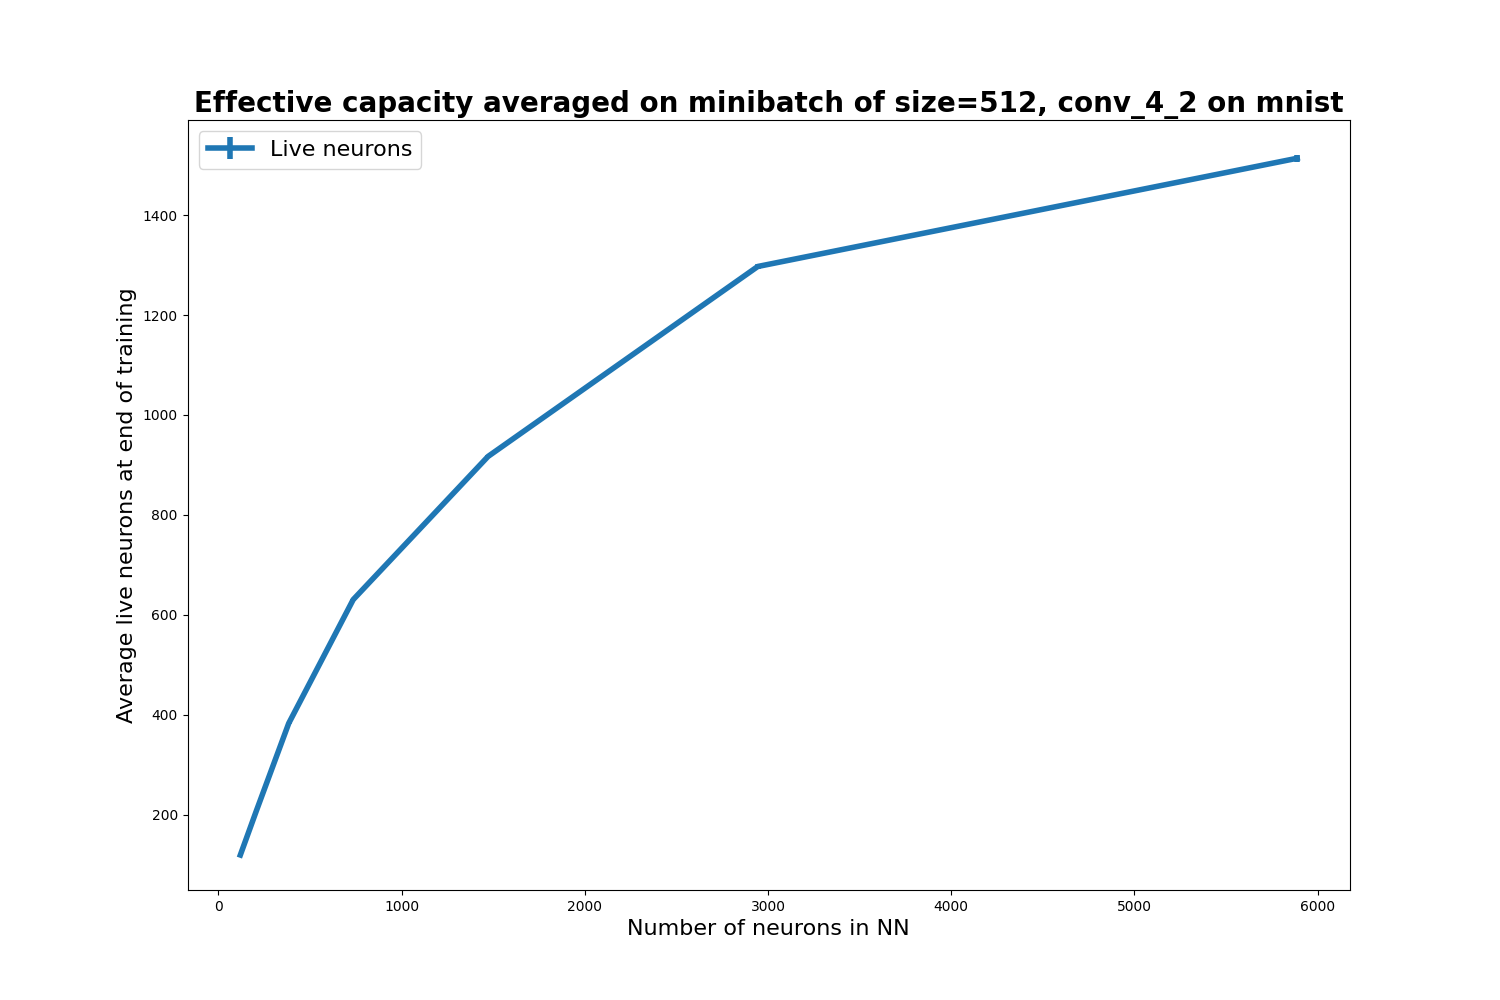 Effective capacity averaged on minibatch of size=512, conv_4_2 on mnist
Live neurons
1400
1200
1000
800
600
400
200
Average live neurons at end of training
0 1000 2000 3000 4000 5000 6000
Number of neurons in NN